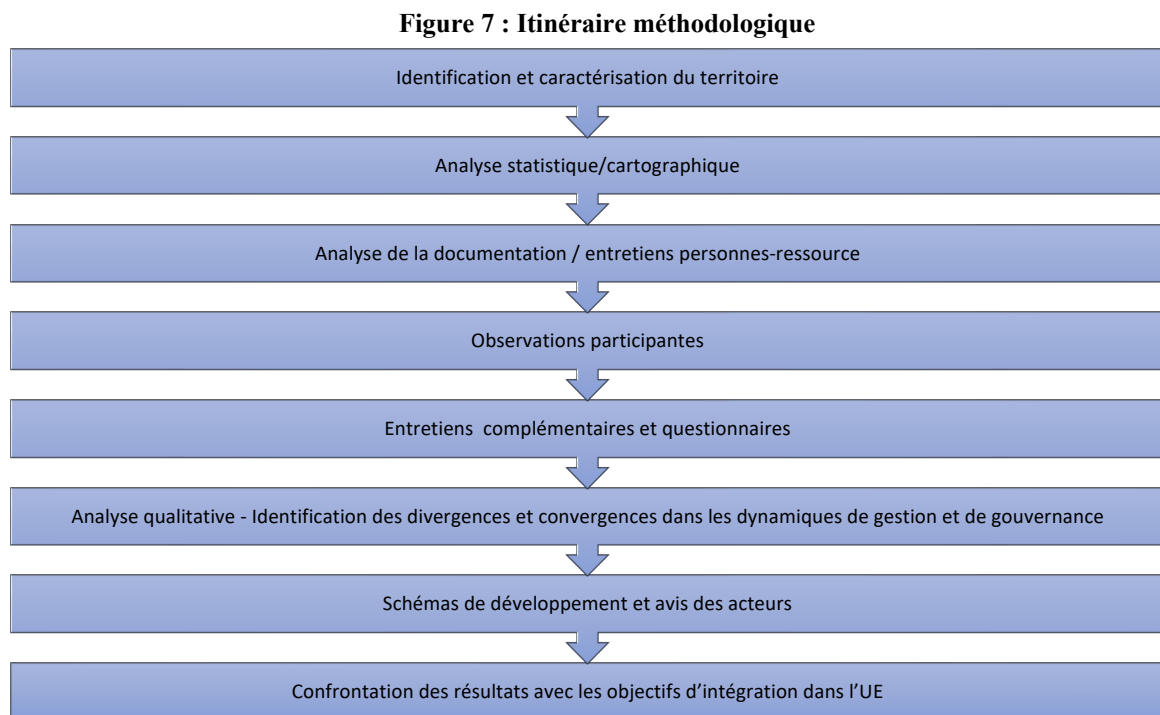 Figure 7 : Itinéraire méthodologique
Identification et caractérisation du territoire
Analyse statistique/cartographique
Analyse de la documentation / entretiens personnes-ressource
Observations participantes
Entretiens complémentaires et questionnaires
Analyse qualitative - Identification des divergences et convergences dans les dynamiques de gestion et de gouvernance
Schémas de développement et avis des acteurs
Confrontation des résultats avec les objectifs d’intégration dans l’UE